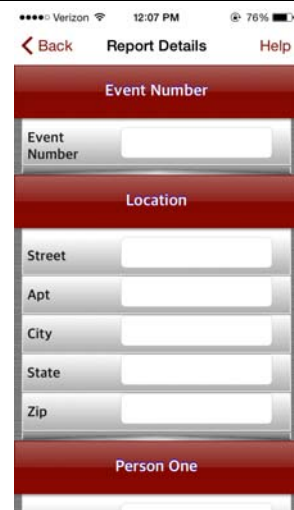 Verizon 12:07 PM 76%
Back Report Details Help
Event Number
Event
Number
Location
Street
Apt
City
State
Zip
Person One